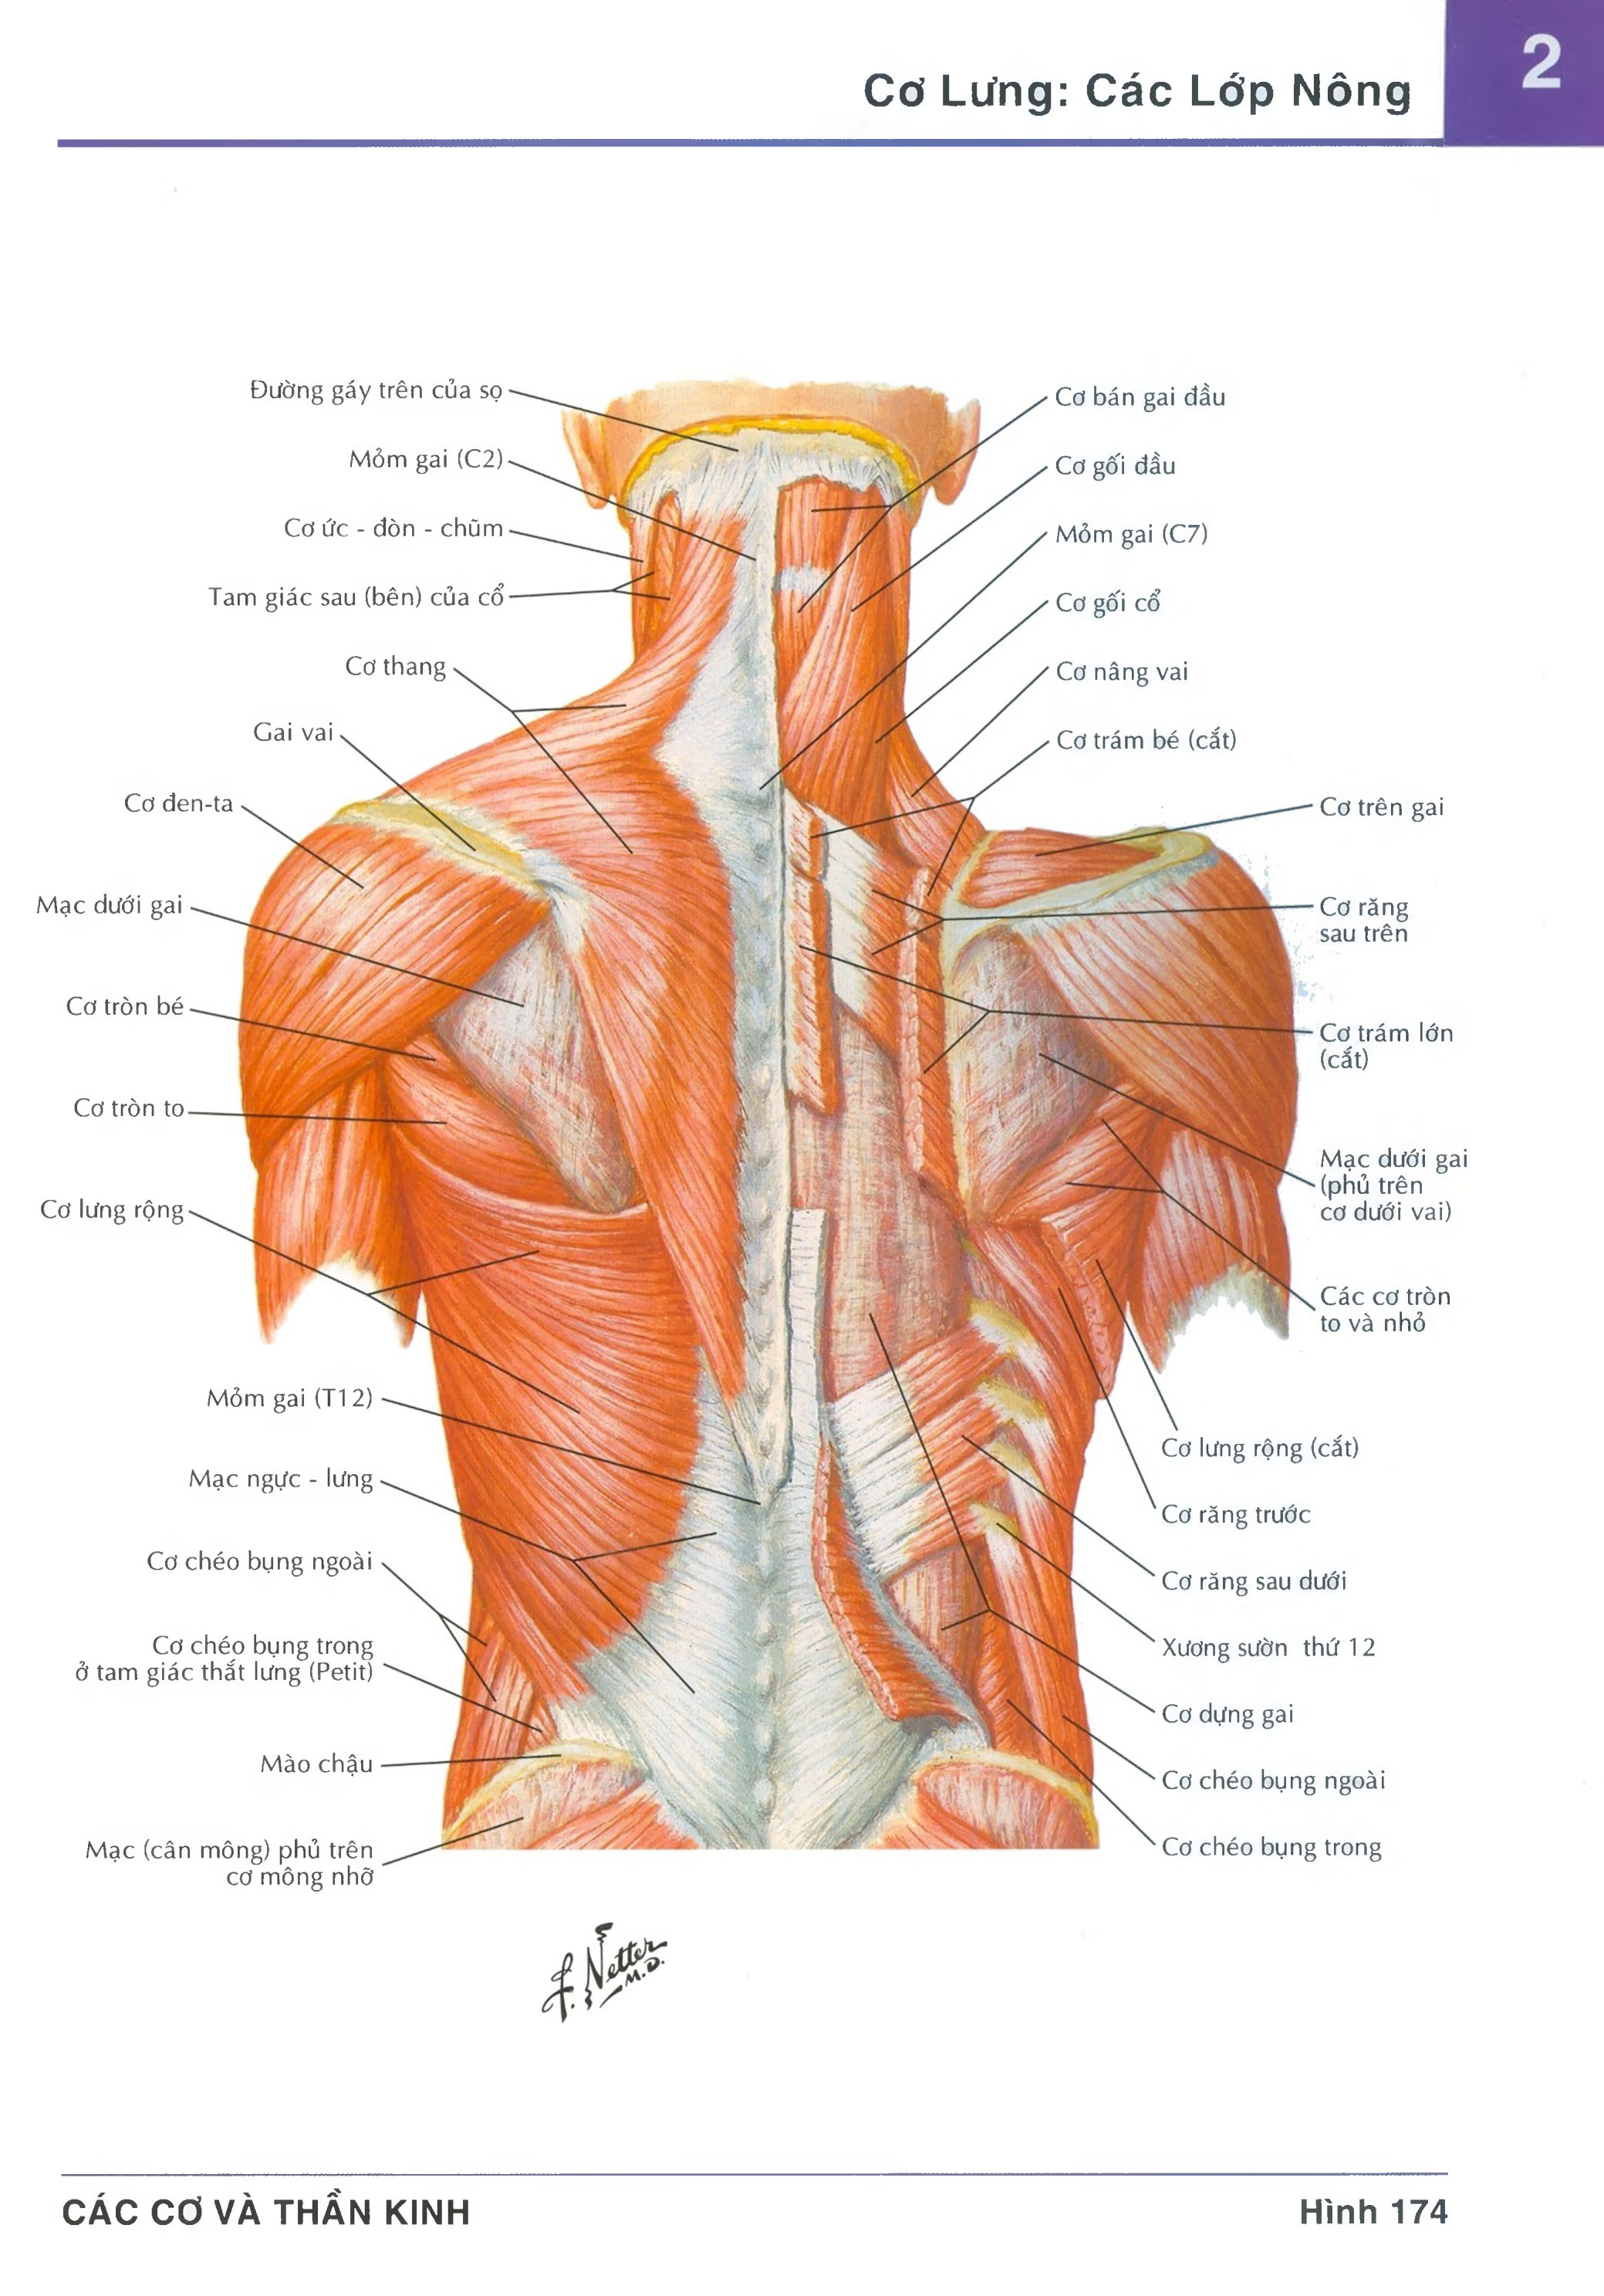 Cơ Lưng: Các Lớp Nông
2
Đường gáy trên của sọ
Mỏm gai (C2)
Cơ ức - đòn - chũm
Tam giác sau (bên) của cổ
Cơ thang
Gai vai
Cơ đen-ta
Mạc dưới gai
Cơ tròn bé
Cơ tròn to
Cơ lưng rộng
Mỏm gai (T12)
Mạc ngực - lưng
Cơ chéo bụng ngoài
Cơ chéo bụng trong
ở tam giác thắt lưng (Petit)
Mào chậu
Mạc (cân mông) phủ trên
cơ mông nhỡ
Cơ bán gai đầu
Cơ gối đầu
Mỏm gai (C7)
Cơ gối cổ
Cơ nâng vai
Cơ trám bé (cắt)
Cơ trên gai
Cơ răng
sau trên
Cơ trám lớn
(cắt)
Mạc dưới gai
(phủ trên
cơ dưới vai)
Các cơ tròn
to và nhỏ
Cơ lưng rộng (cắt)
Cơ răng trước
Cơ răng sau dưới
Xương sườn thứ 12
Cơ dựng gai
Cơ chéo bụng ngoài
Cơ chéo bụng trong
F. Netter
M.D.
CÁC CƠ VÀ THẦN KINH
Hình 174